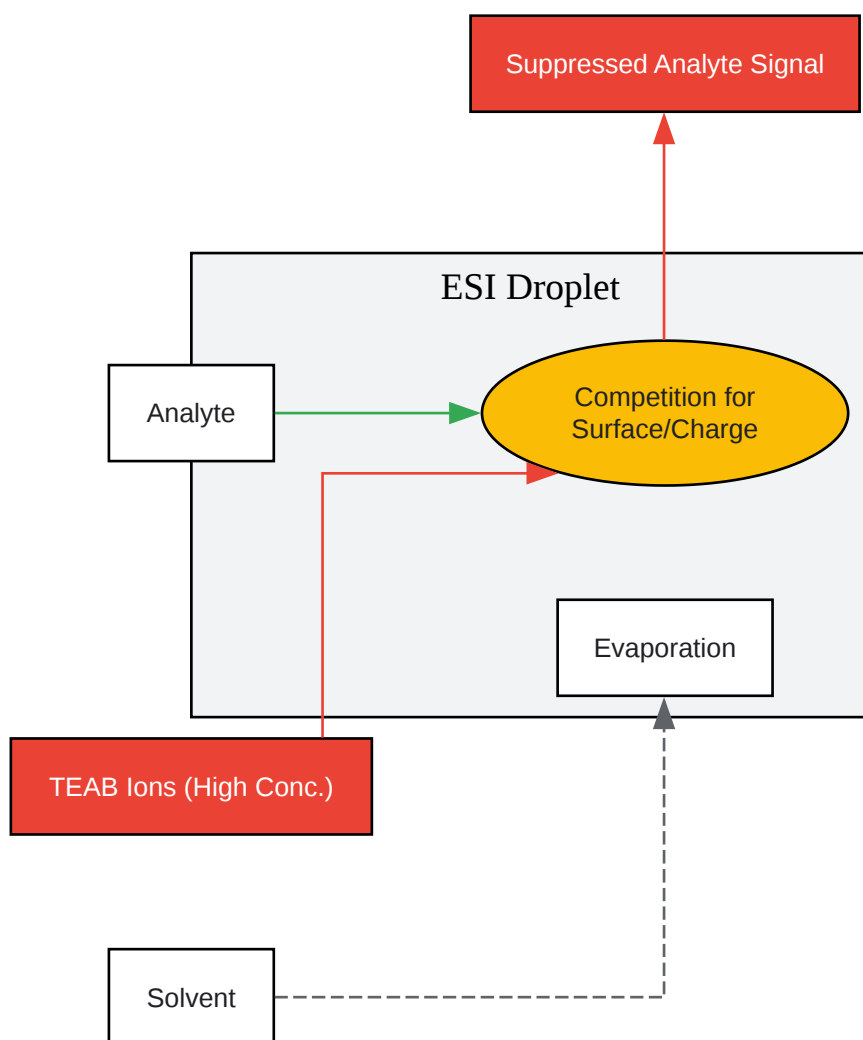 Suppressed Analyte Signal
ESI Droplet
Analyte
Competition for
Surface/Charge
Evaporation
TEAB Ions (High Conc.)
Solvent